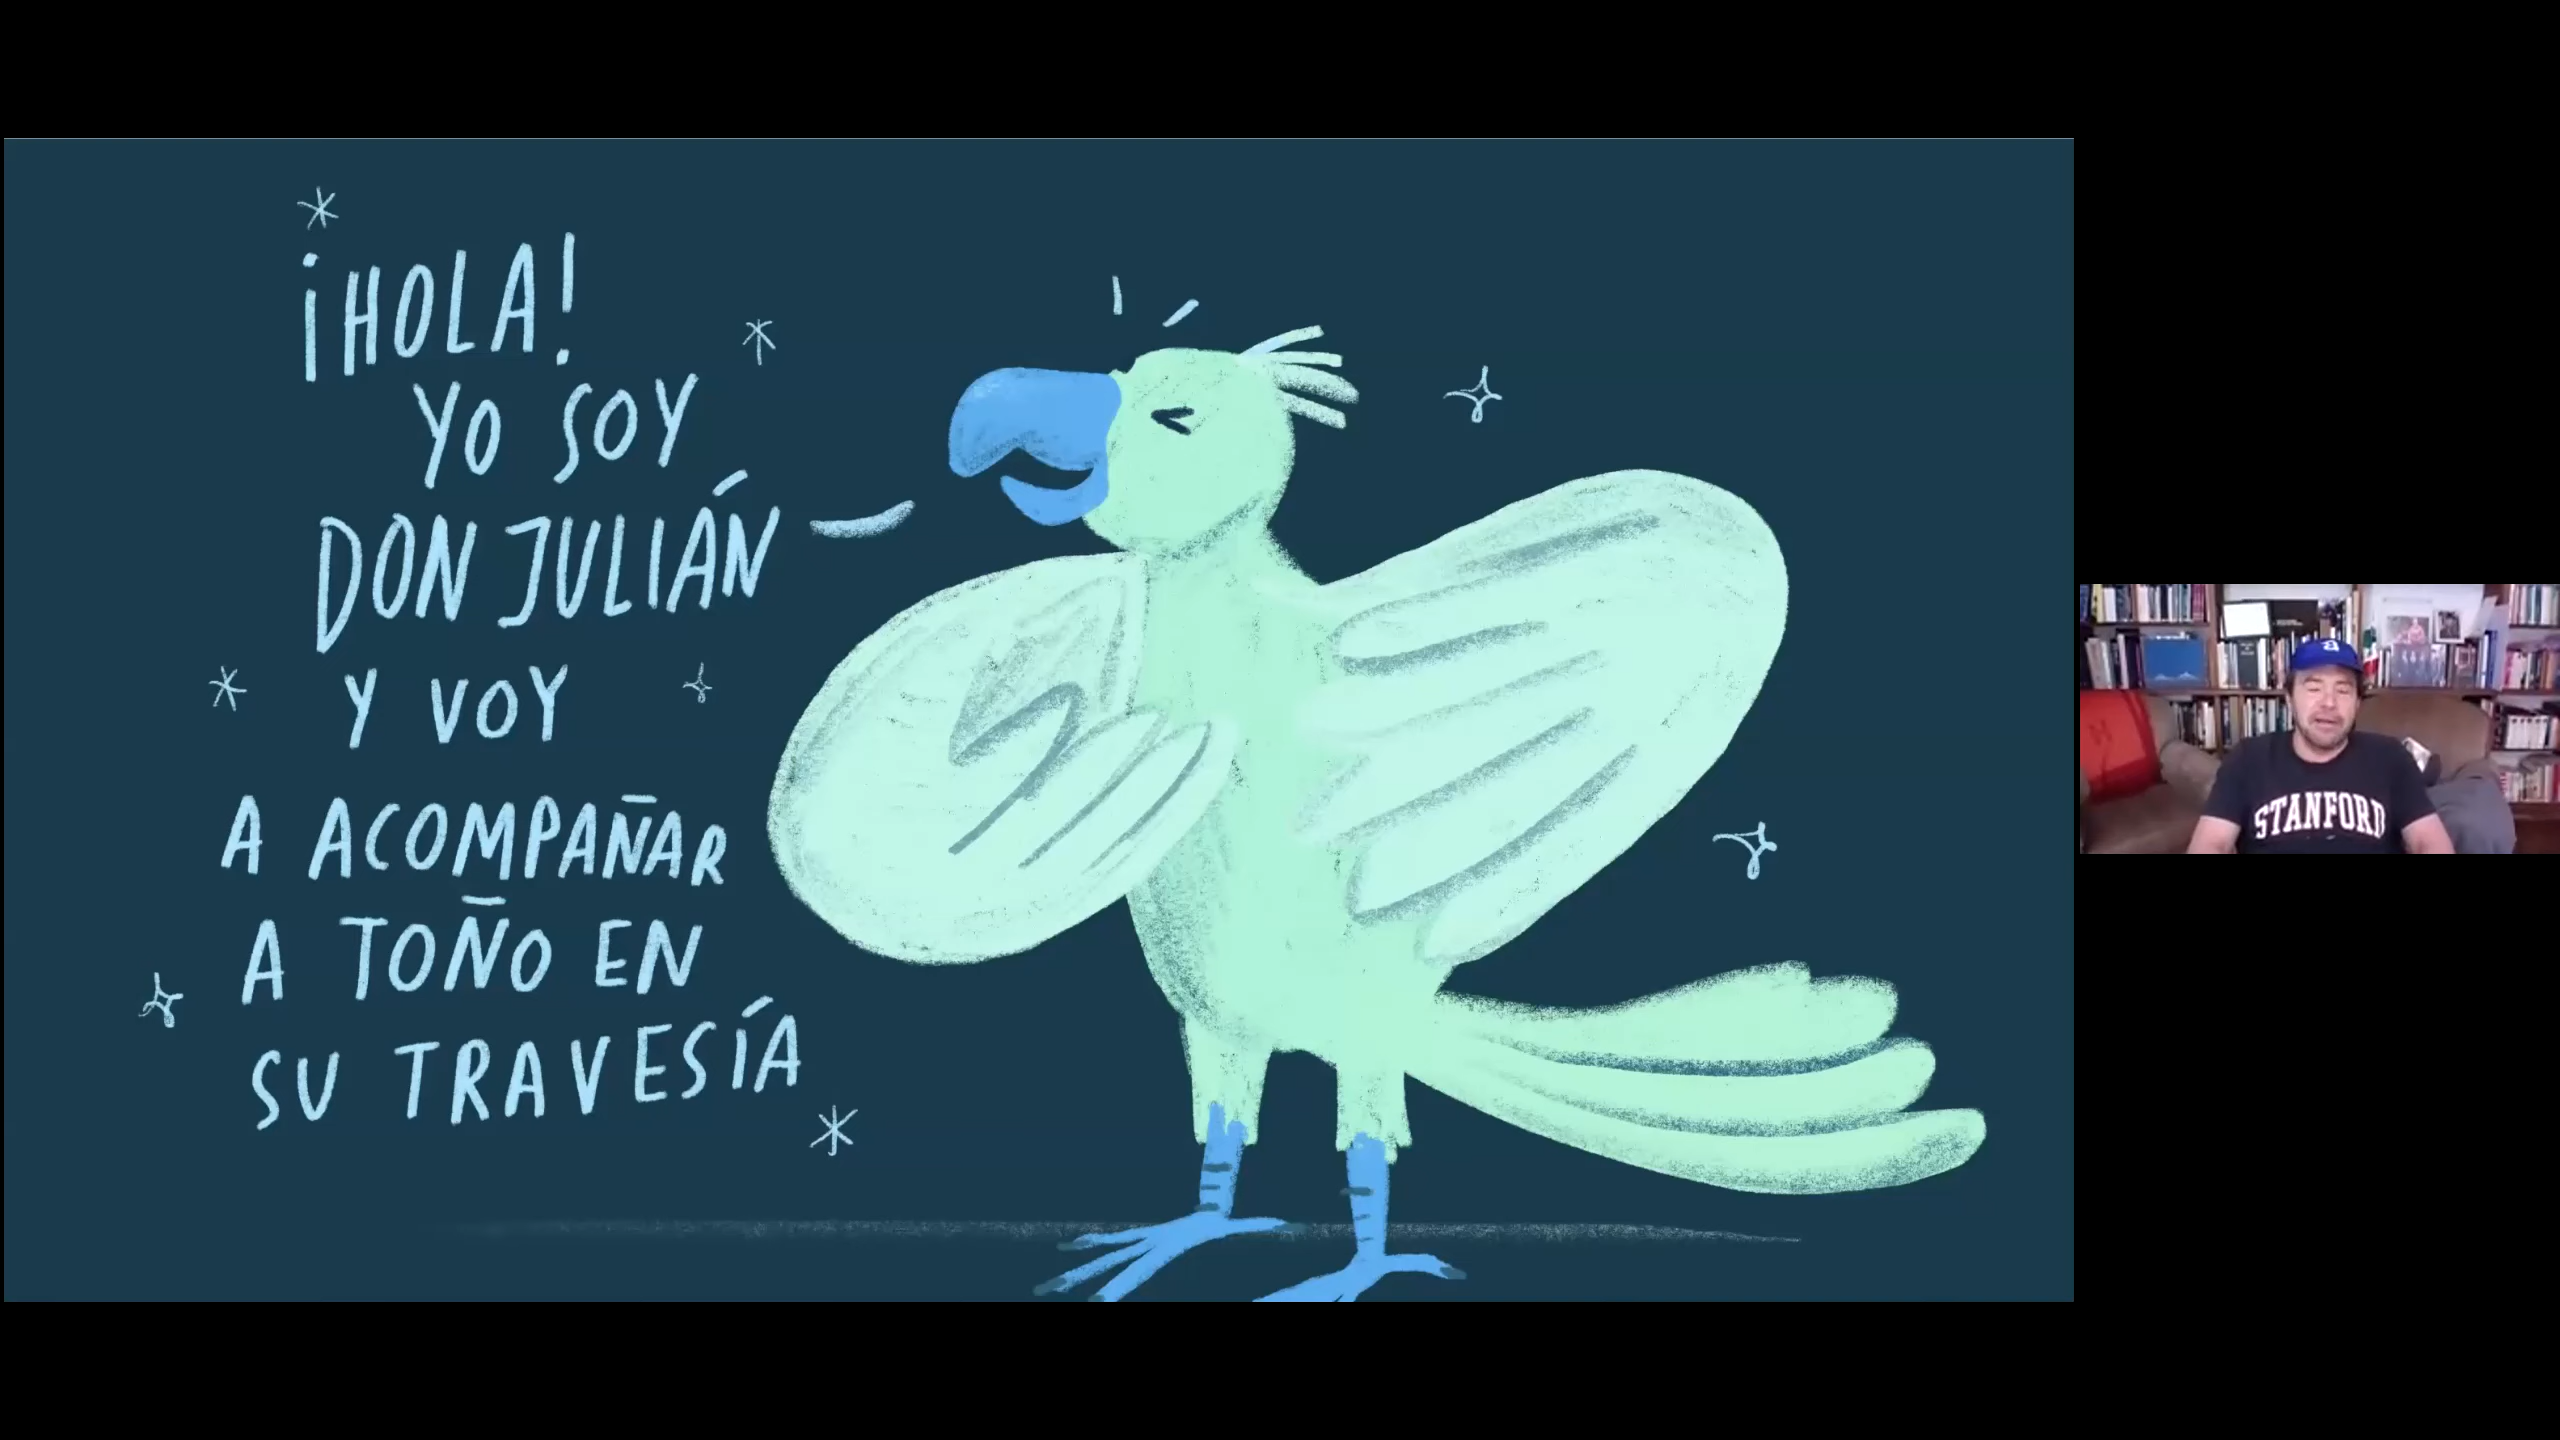 ¡HOLA!
YO SOY
DON JULIÁN
Y VOY
A ACOMPAÑAR
A TOÑO EN
SU TRAVESÍA
STANFORD